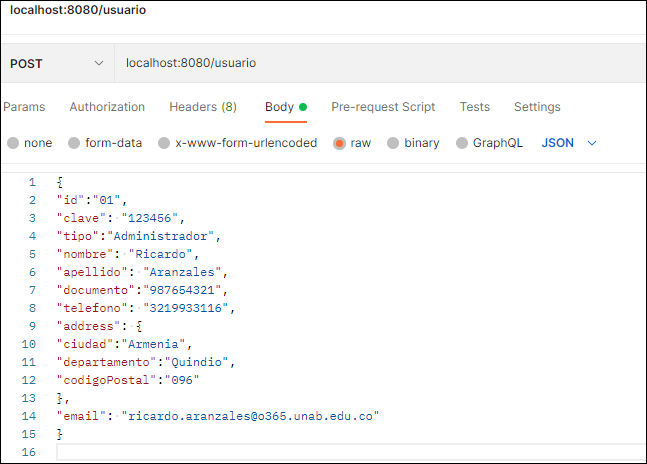 localhost:8080/usuario
POST localhost:8080/usuario
Params Authorization Headers (8) Body Pre-request Script Tests Settings
none form-data x-www-form-urlencoded raw binary GraphQL JSON
1 {
2 "id":"01",
3 "clave": "123456",
4 "tipo":"Administrador",
5 "nombre": "Ricardo",
6 "apellido": "Aranzales",
7 "documento":"987654321",
8 "telefono": "3219933116",
9 "address": {
10 "ciudad":"Armenia",
11 "departamento":"Quindio",
12 "codigoPostal":"096"
13 },
14 "email": "ricardo.aranzales@o365.unab.edu.co"
15 }
16